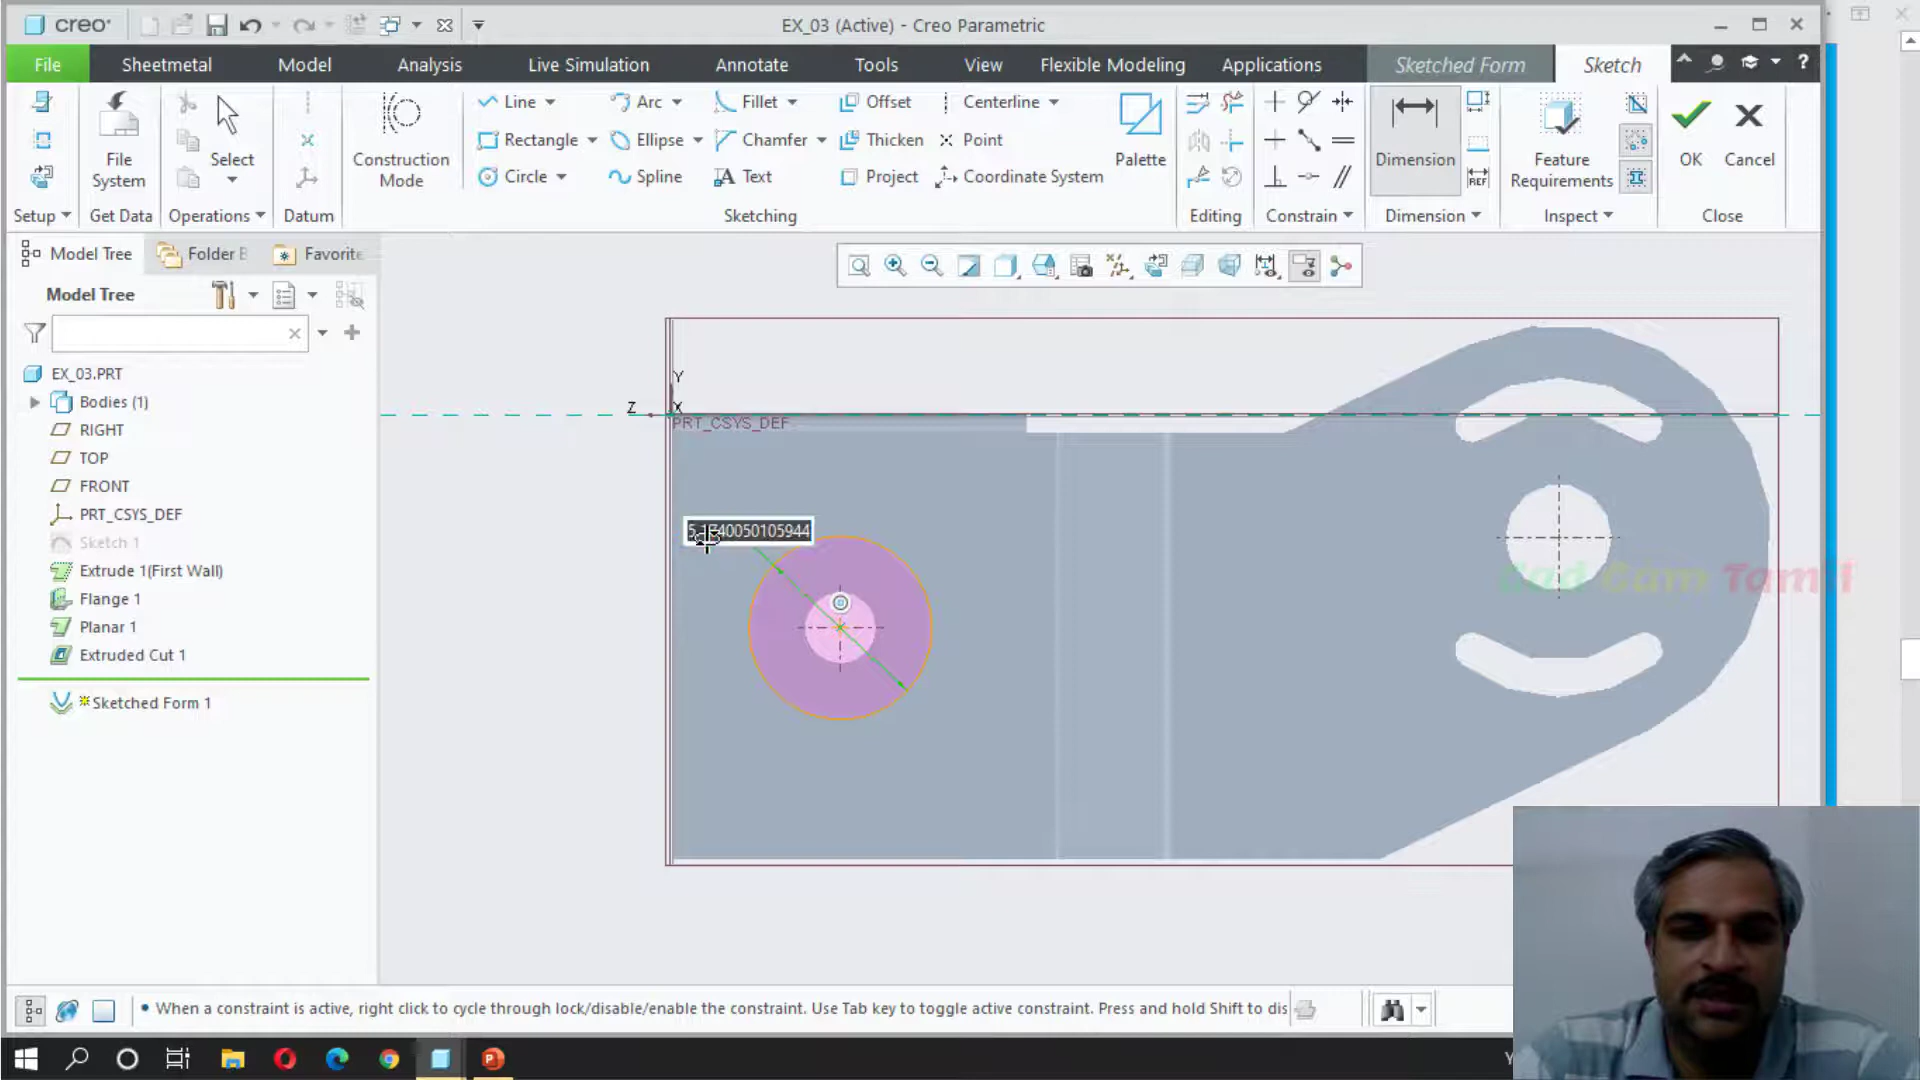 creo
EX_03 (Active) - Creo Parametric
File Sheetmetal Model Analysis Live Simulation Annotate Tools View Flexible Modeling Applications Sketched Form Sketch
Line Arc Fillet Offset Centerline
Rectangle Ellipse Chamfer Thicken Point
Circle Spline Text Project Coordinate System
File System
Select
Construction Mode
Palette
Dimension
REF
Feature Requirements
OK
Cancel
Setup Get Data Operations Datum Sketching Editing Constrain Dimension Inspect Close
Model Tree Folder B Favorite
Model Tree
EX_03.PRT
Bodies (1)
RIGHT
TOP
FRONT
PRT_CSYS_DEF
Sketch 1
Extrude 1(First Wall)
Flange 1
Planar 1
Extruded Cut 1
Sketched Form 1
Y
Z X
PRT_CSYS_DEF
Cad Cam Tamil
• When a constraint is active, right click to cycle through lock/disable/enable the constraint. Use Tab key to toggle active constraint. Press and hold Shift to dis